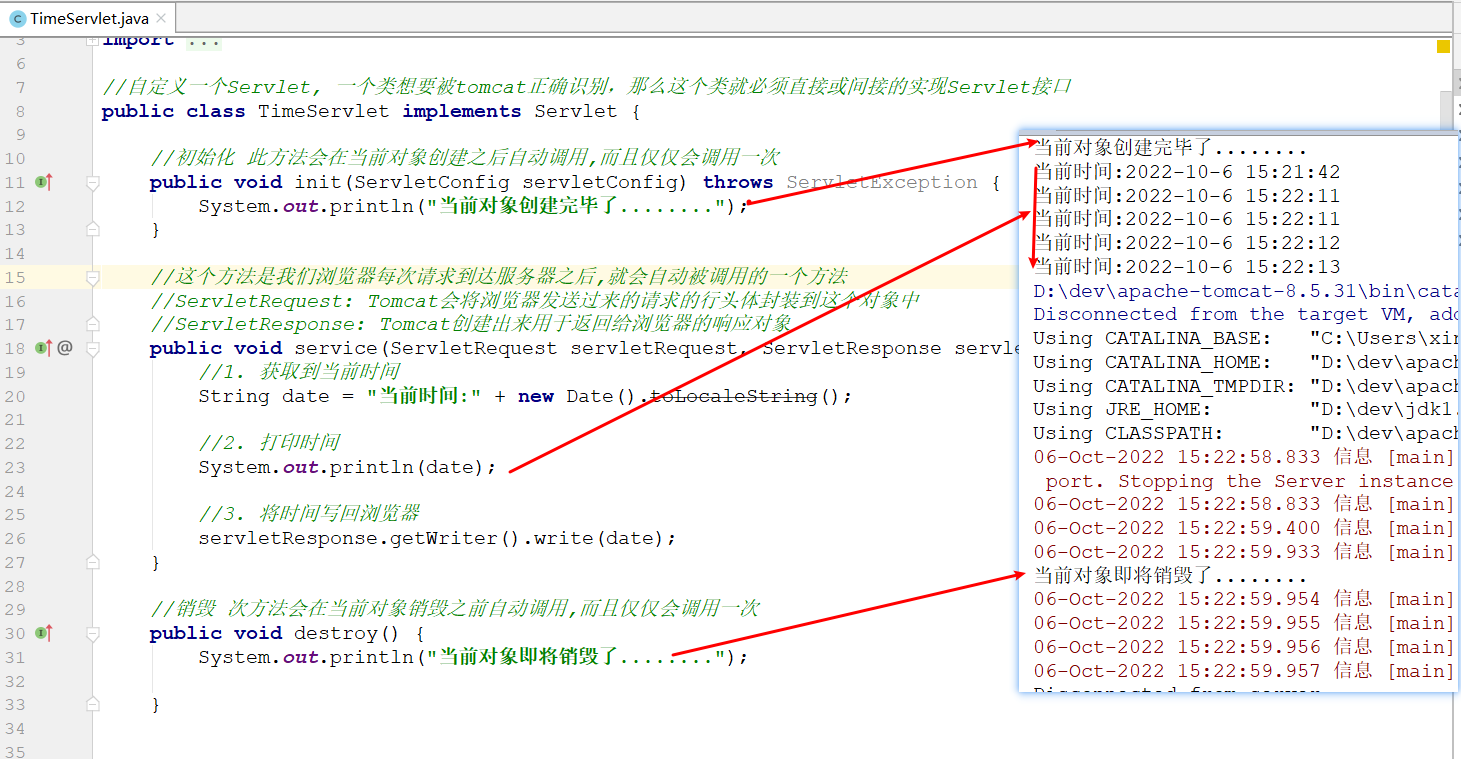 TimeServlet.java
3 import ...
6
7 //自定义一个Servlet, 一个类想要被tomcat正确识别，那么这个类就必须直接或间接的实现Servlet接口
8 public class TimeServlet implements Servlet {
9
10 //初始化 此方法会在当前对象创建之后自动调用,而且仅仅会调用一次
11 public void init(ServletConfig servletConfig) throws ServletException {
12 System.out.println("当前对象创建完毕了........");
13 }
14
15 //这个方法是我们浏览器每次请求到达服务器之后,就会自动被调用的一个方法
16 //ServletRequest: Tomcat会将浏览器发送过来的请求的行头体封装到这个对象中
17 //ServletResponse: Tomcat创建出来用于返回给浏览器的响应对象
18 @ public void service(ServletRequest servletRequest, ServletResponse servle
19 //1. 获取到当前时间
20 String date = "当前时间:" + new Date().toLocaleString();
21
22 //2. 打印时间
23 System.out.println(date);
24
25 //3. 将时间写回浏览器
26 servletResponse.getWriter().write(date);
27 }
28
29 //销毁 次方法会在当前对象销毁之前自动调用,而且仅仅会调用一次
30 public void destroy() {
31 System.out.println("当前对象即将销毁了........");
32
33 }
34
35
当前对象创建完毕了........
当前时间:2022-10-6 15:21:42
当前时间:2022-10-6 15:22:11
当前时间:2022-10-6 15:22:11
当前时间:2022-10-6 15:22:12
当前时间:2022-10-6 15:22:13
D:\dev\apache-tomcat-8.5.31\bin\cata
Disconnected from the target VM, add
Using CATALINA_BASE: "C:\Users\xin
Using CATALINA_HOME: "D:\dev\apach
Using CATALINA_TMPDIR: "D:\dev\apach
Using JRE_HOME: "D:\dev\jdk1.
Using CLASSPATH: "D:\dev\apach
06-Oct-2022 15:22:58.833 信息 [main]
port. Stopping the Server instance
06-Oct-2022 15:22:58.833 信息 [main]
06-Oct-2022 15:22:59.400 信息 [main]
06-Oct-2022 15:22:59.933 信息 [main]
当前对象即将销毁了........
06-Oct-2022 15:22:59.954 信息 [main]
06-Oct-2022 15:22:59.955 信息 [main]
06-Oct-2022 15:22:59.956 信息 [main]
06-Oct-2022 15:22:59.957 信息 [main]
Disconnected from server